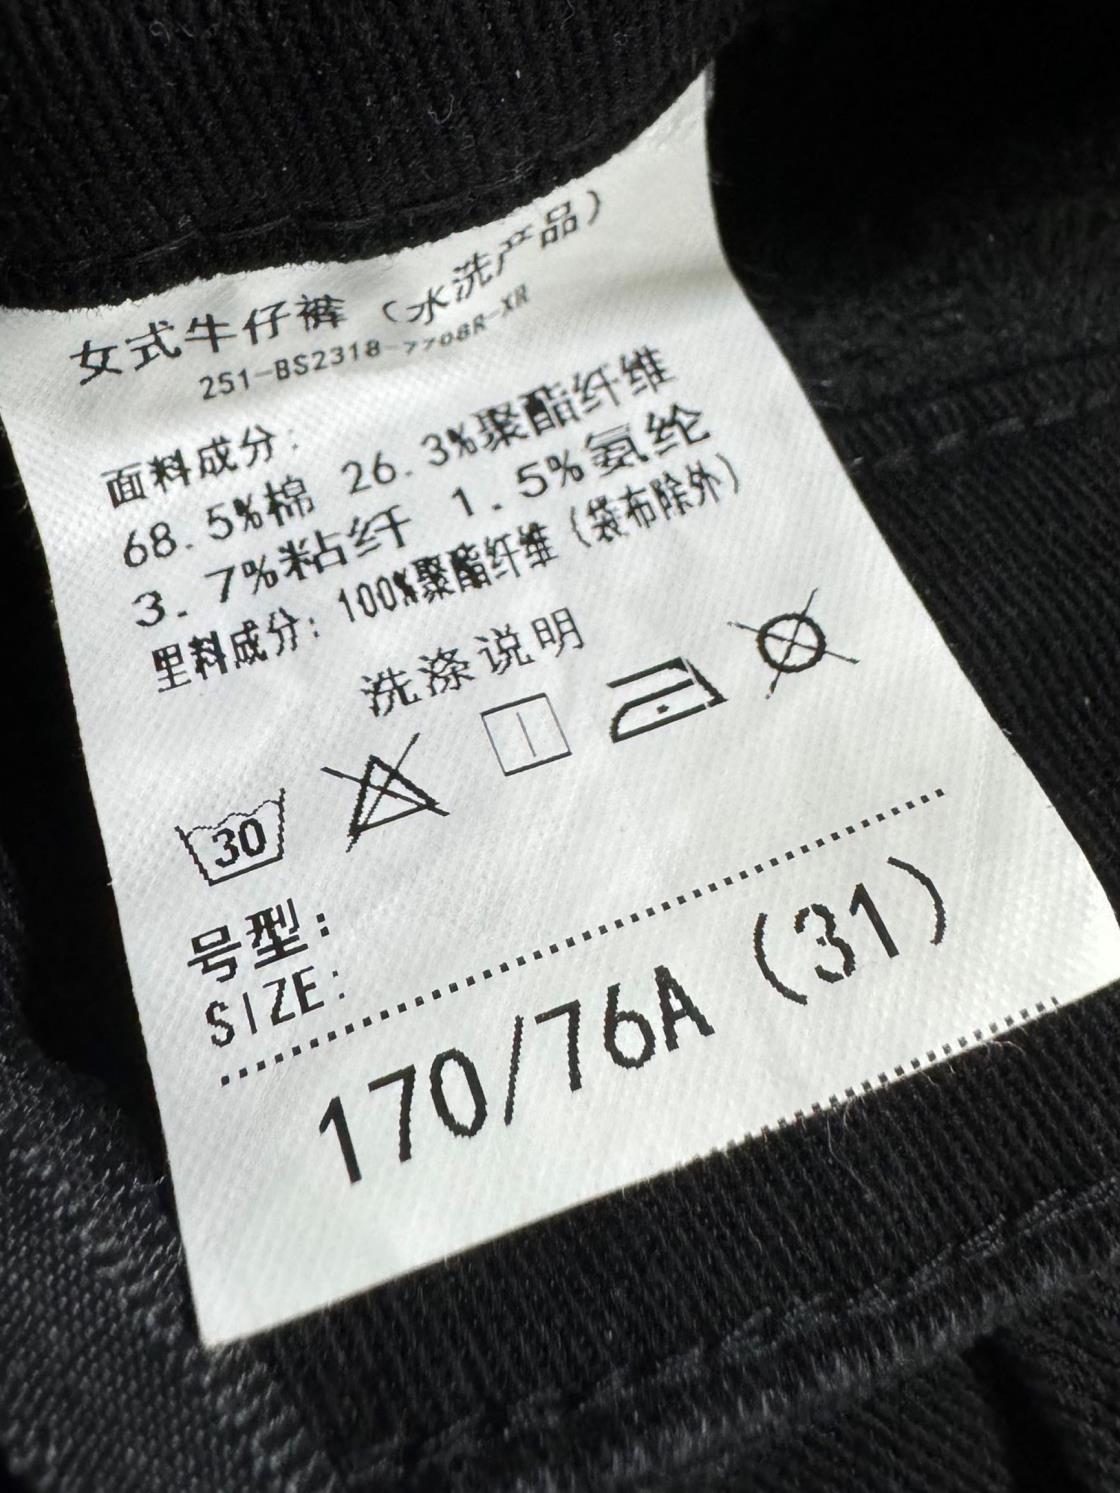 女式牛仔裤（水洗产品）
251-BS2318-7708R-XR
面料成分：
68.5%棉 26.3%聚酯纤维
3.7%粘纤 1.5%氨纶
里料成分：100%聚酯纤维（袋布除外）
洗涤说明
30
号型：
SIZE:
170/76A（31）